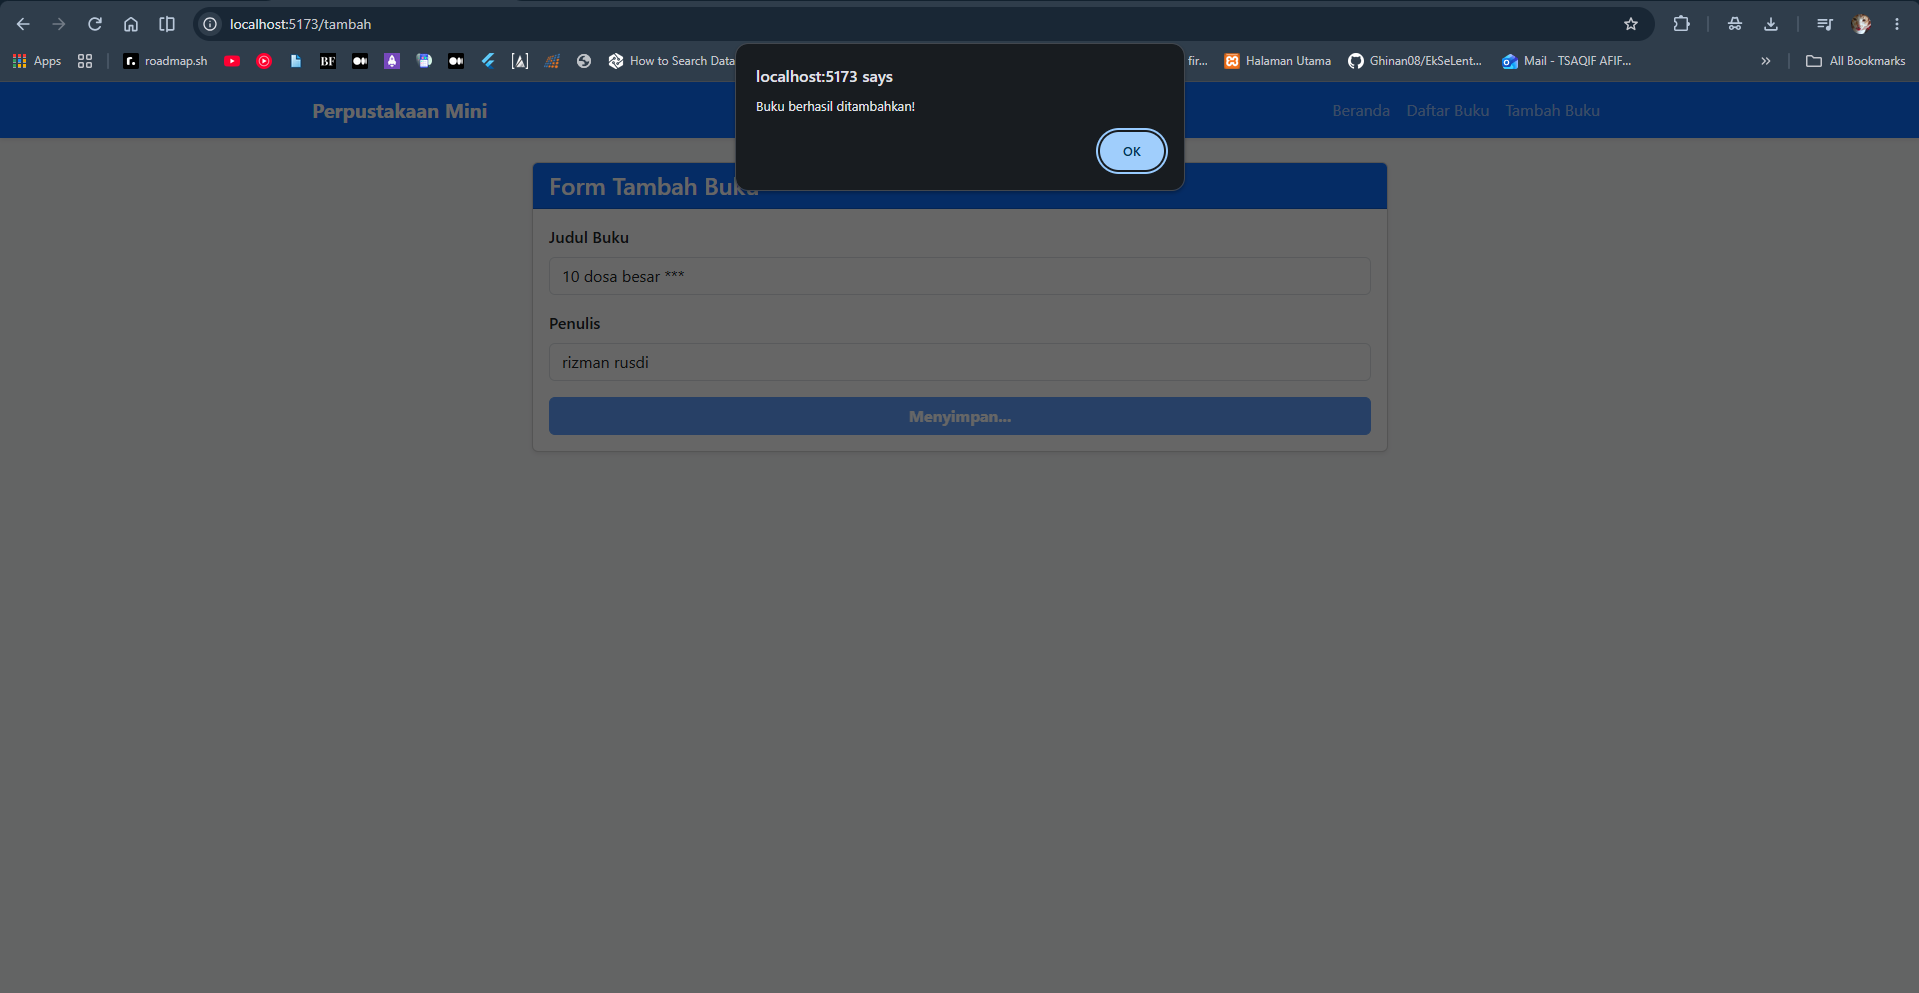 localhost:5173/tambah
Apps
roadmap.sh
BF
How to Search Data
fir...
Halaman Utama
Ghinan08/EkSeLent...
Mail - TSAQIF AFIF...
All Bookmarks
localhost:5173 says
Buku berhasil ditambahkan!
OK
Perpustakaan Mini
Beranda
Daftar Buku
Tambah Buku
Form Tambah Buku
Judul Buku
10 dosa besar ***
Penulis
rizman rusdi
Menyimpan...